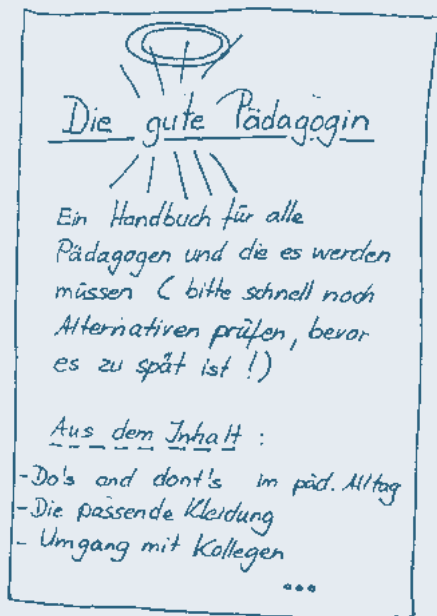 Die gute Pädagogin
Ein Handbuch für alle
Pädagogen und die es werden
müssen ( bitte schnell noch
Alternativen prüfen, bevor
es zu spät ist !)
Aus dem Inhalt :
- Do's and dont's im päd. Alltag
- Die passende Kleidung
- Umgang mit Kollegen
...